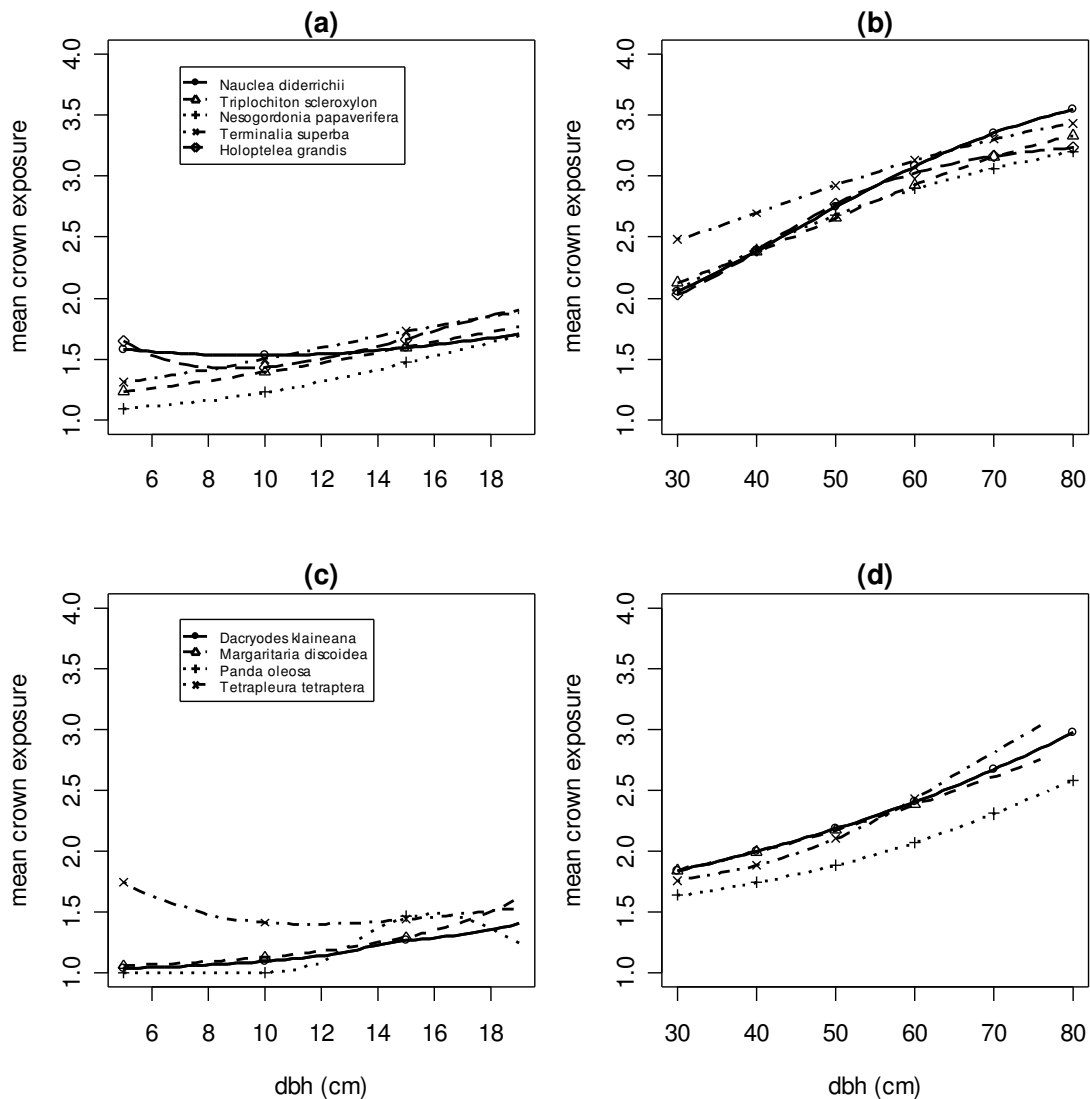 (a)
mean crown exposure
4.0
3.5
3.0
2.5
2.0
1.5
1.0
Nauclea diderrichii
Triplochiton scleroxylon
Nesogordonia papaverifera
Terminalia superba
Holoptelea grandis
6 8 10 12 14 16 18
(b)
mean crown exposure
4.0
3.5
3.0
2.5
2.0
1.5
1.0
30 40 50 60 70 80
(c)
mean crown exposure
4.0
3.5
3.0
2.5
2.0
1.5
1.0
Dacryodes klaineana
Margaritaria discoidea
Panda oleosa
Tetrapleura tetraptera
6 8 10 12 14 16 18
dbh (cm)
(d)
mean crown exposure
4.0
3.5
3.0
2.5
2.0
1.5
1.0
30 40 50 60 70 80
dbh (cm)